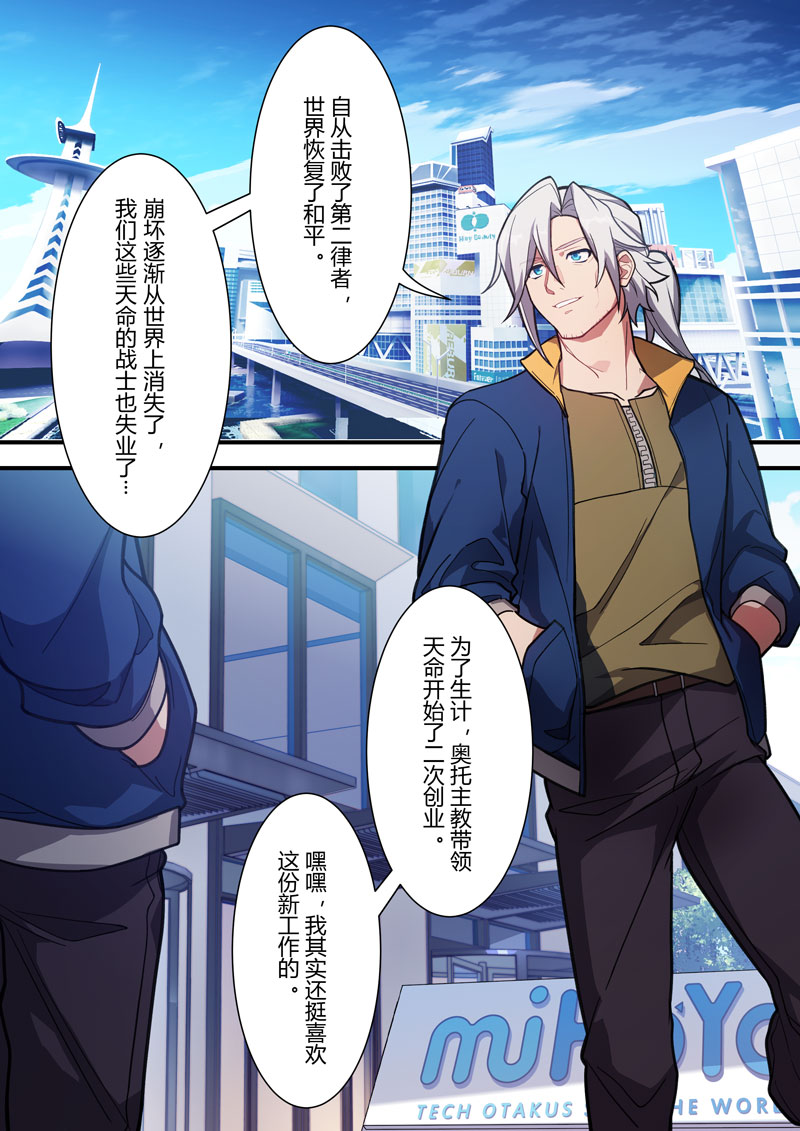 自从击败了第二律者，
世界恢复了和平。
崩坏逐渐从世界上消失了，
我们这些天命的战士也失业了…
为了生计，奥托主教带领
天命开始了二次创业。
嘿嘿，我其实还挺喜欢
这份新工作的。
miHoYo
TECH OTAKUS S THE WORL